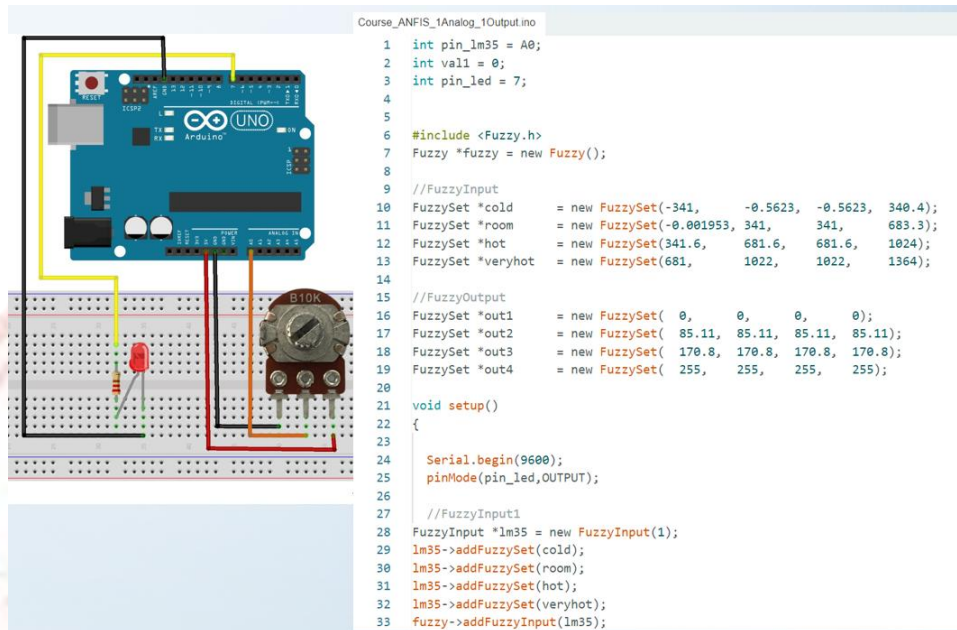 Course_ANFIS_1Analog_1Output.ino
1 int pin_lm35 = A0;
2 int val1 = 0;
3 int pin_led = 7;
4
5
6 #include <Fuzzy.h>
7 Fuzzy *fuzzy = new Fuzzy();
8
9 //FuzzyInput
10 FuzzySet *cold = new FuzzySet(-341, -0.5623, -0.5623, 340.4);
11 FuzzySet *room = new FuzzySet(-0.001953, 341, 341, 683.3);
12 FuzzySet *hot = new FuzzySet(341.6, 681.6, 681.6, 1024);
13 FuzzySet *veryhot = new FuzzySet(681, 1022, 1022, 1364);
14
15 //FuzzyOutput
16 FuzzySet *out1 = new FuzzySet( 0, 0, 0, 0);
17 FuzzySet *out2 = new FuzzySet( 85.11, 85.11, 85.11, 85.11);
18 FuzzySet *out3 = new FuzzySet( 170.8, 170.8, 170.8, 170.8);
19 FuzzySet *out4 = new FuzzySet( 255, 255, 255, 255);
20
21 void setup()
22 {
23
24 Serial.begin(9600);
25 pinMode(pin_led,OUTPUT);
26
27 //FuzzyInput1
28 FuzzyInput *lm35 = new FuzzyInput(1);
29 lm35->addFuzzySet(cold);
30 lm35->addFuzzySet(room);
31 lm35->addFuzzySet(hot);
32 lm35->addFuzzySet(veryhot);
33 fuzzy->addFuzzyInput(lm35);
RESET
ICSP2
AREF
GND
DIGITAL (PWM~)
L
TX
RX
UNO
Arduino
ON
ICSP
1
POWER
ANALOG IN
B10K